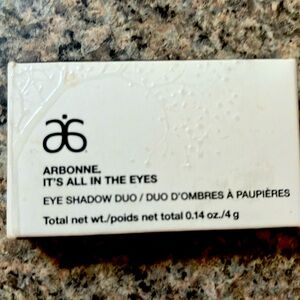 ARBONNE.
IT'S ALL IN THE EYES
EYE SHADOW DUO / DUO D'OMBRES À PAUPIÈRES
Total net wt./poids net total 0.14 oz./4 g